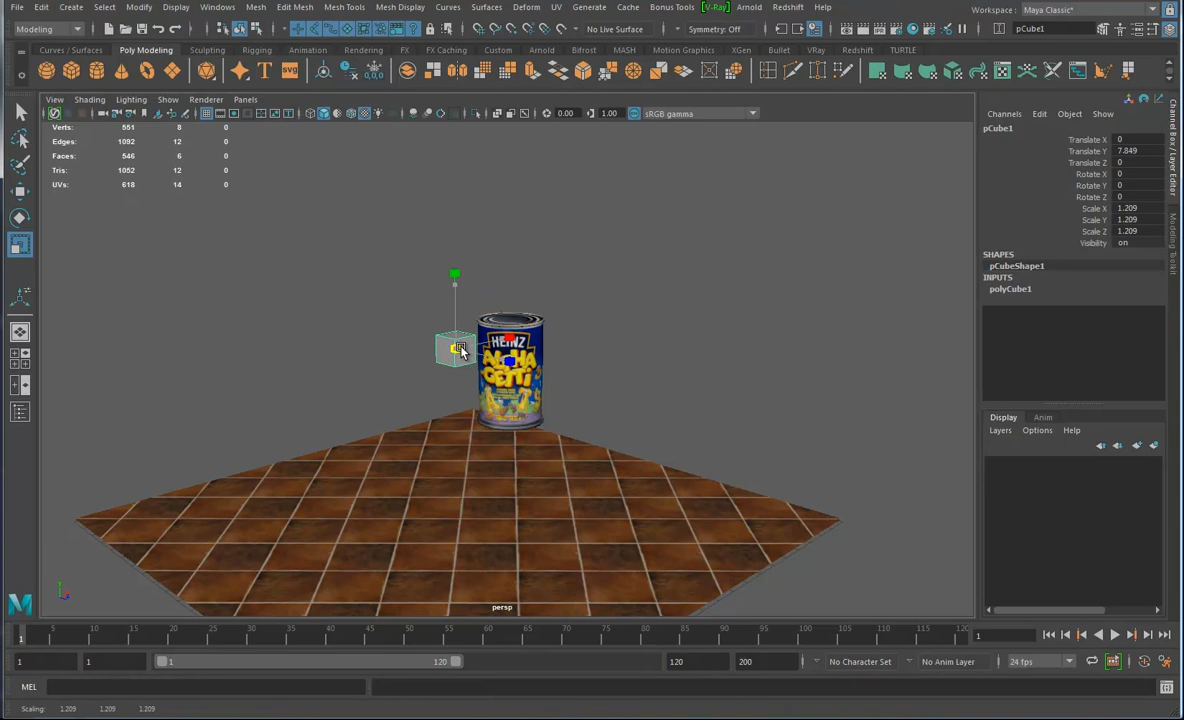 File Edit Create Select Modify Display Windows Mesh Edit Mesh Mesh Tools Mesh Display Curves Surfaces Deform UV Generate Cache Bonus Tools [V-Ray] Arnold Redshift Help
Workspace : Maya Classic*
Modeling No Live Surface Symmetry: Off pCube1
Curves / Surfaces Poly Modeling Sculpting Rigging Animation Rendering FX FX Caching Custom Arnold Bifrost MASH Motion Graphics XGen Bullet VRay Redshift TURTLE
View Shading Lighting Show Renderer Panels
0.00 1.00 sRGB gamma
Verts: 551 8 0
Edges: 1092 12 0
Faces: 546 6 0
Tris: 1052 12 0
UVs: 618 14 0
HEINZ
ALPHA
GETTI
persp
Channels Edit Object Show
pCube1
Translate X 0
Translate Y 7.849
Translate Z 0
Rotate X 0
Rotate Y 0
Rotate Z 0
Scale X 1.209
Scale Y 1.209
Scale Z 1.209
Visibility on
SHAPES
pCubeShape1
INPUTS
polyCube1
Display Anim
Layers Options Help
Channel Box / Layer Editor
Modeling Toolkit
1 5 10 15 20 25 30 35 40 45 50 55 60 65 70 75 80 85 90 95 100 105 110 115 120 1
1 1 1 120 120 200 No Character Set No Anim Layer 24 fps
MEL
Scaling: 1.209 1.209 1.209